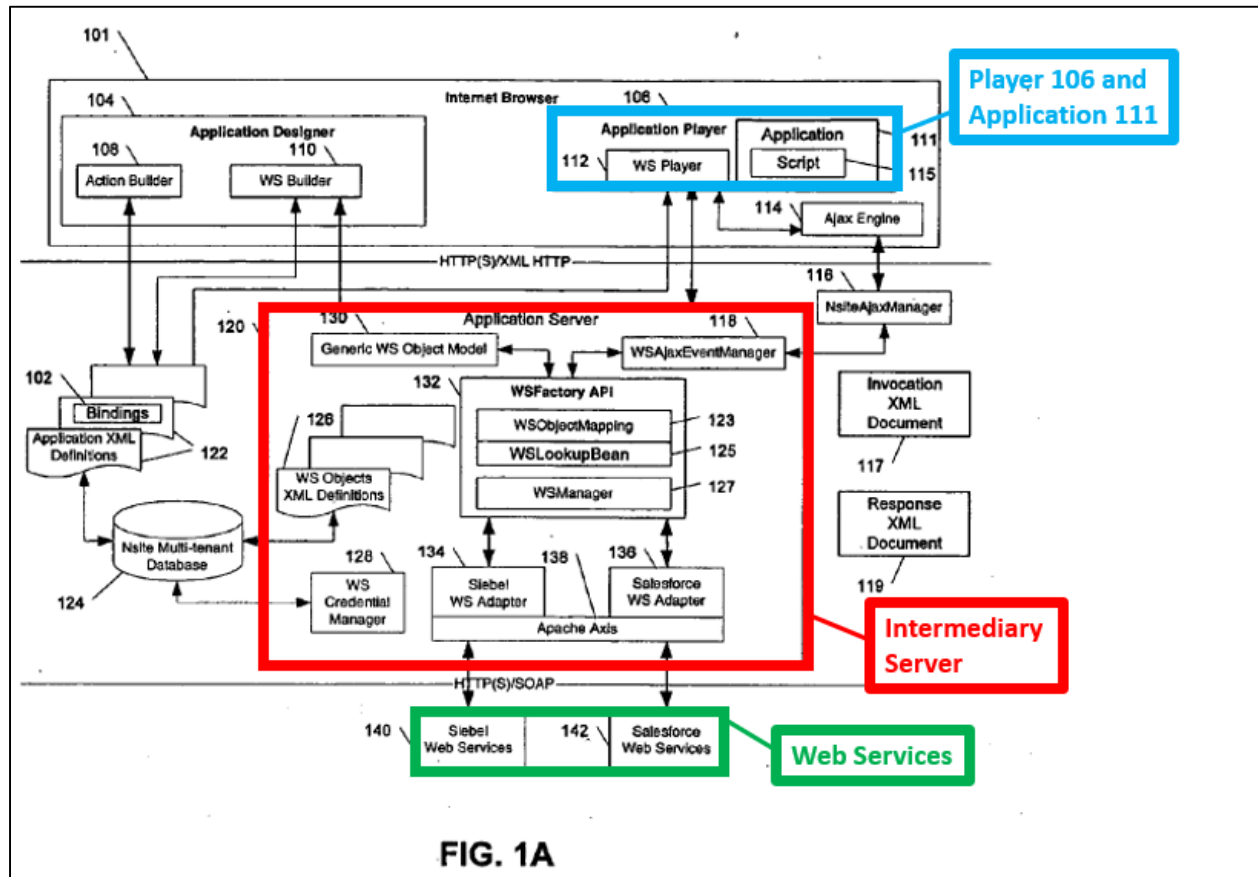 101
Internet Browser
106
Player 106 and
Application 111
104
Application Designer
108
110
Action Builder
WS Builder
Application Player
112
WS Player
Application
Script
111
115
114
Ajax Engine
HTTP(S)/XML HTTP
116
NsiteAjaxManager
120
130
Application Server
118
Generic WS Object Model
WSAjaxEventManager
132
WSFactory API
WSObjectMapping
123
WSLookupBean
125
WSManager
127
102
Bindings
Application XML
Definitions
122
126
WS Objects
XML Definitions
Invocation
XML
Document
117
Response
XML
Document
119
Nsite Multi-tenant
Database
124
128
WS
Credential
Manager
134
138
136
Siebel
WS Adapter
Salesforce
WS Adapter
Apache Axis
Intermediary
Server
HTTP(S)/SOAP
140
Siebel
Web Services
142
Salesforce
Web Services
Web Services
FIG. 1A